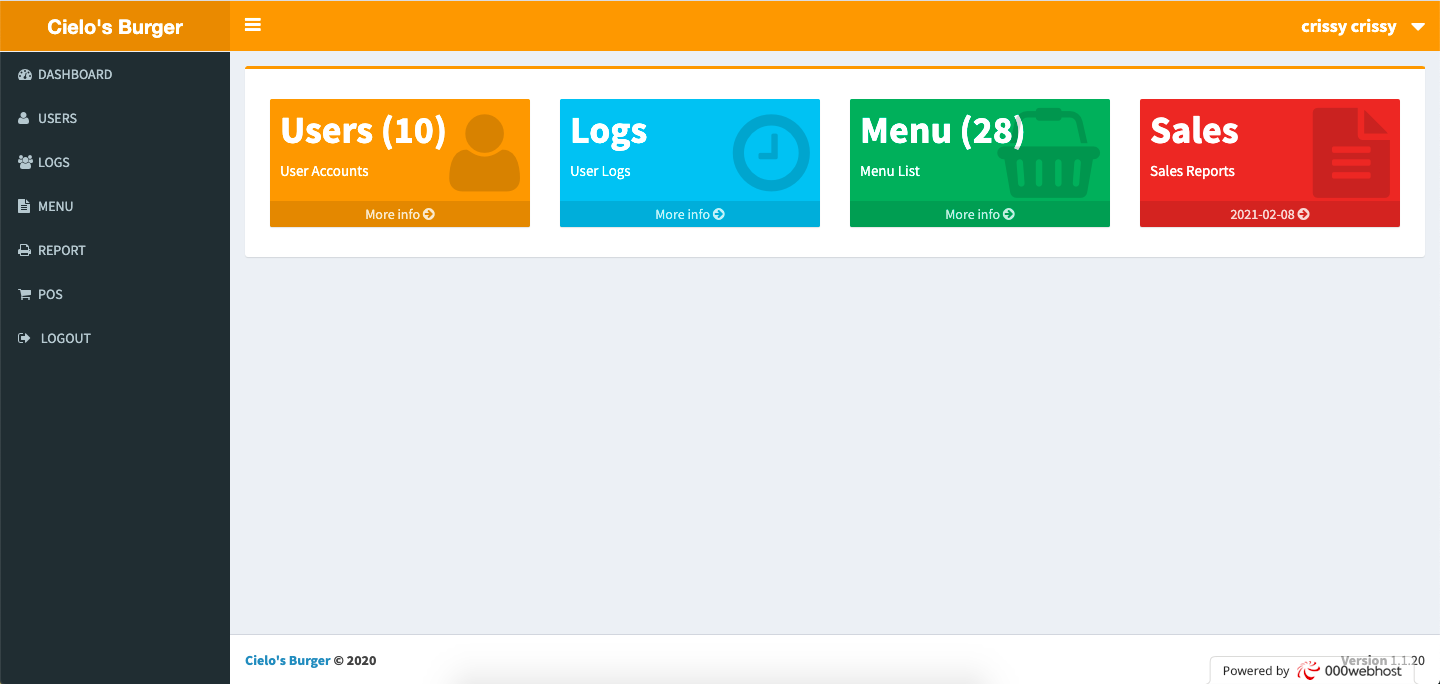 Cielo's Burger
crissy crissy
DASHBOARD
USERS
LOGS
MENU
REPORT
POS
LOGOUT
Users (10)
User Accounts
More info
Logs
User Logs
More info
Menu (28)
Menu List
More info
Sales
Sales Reports
2021-02-08
Cielo's Burger © 2020
Version 1.1.20
Powered by 000webhost